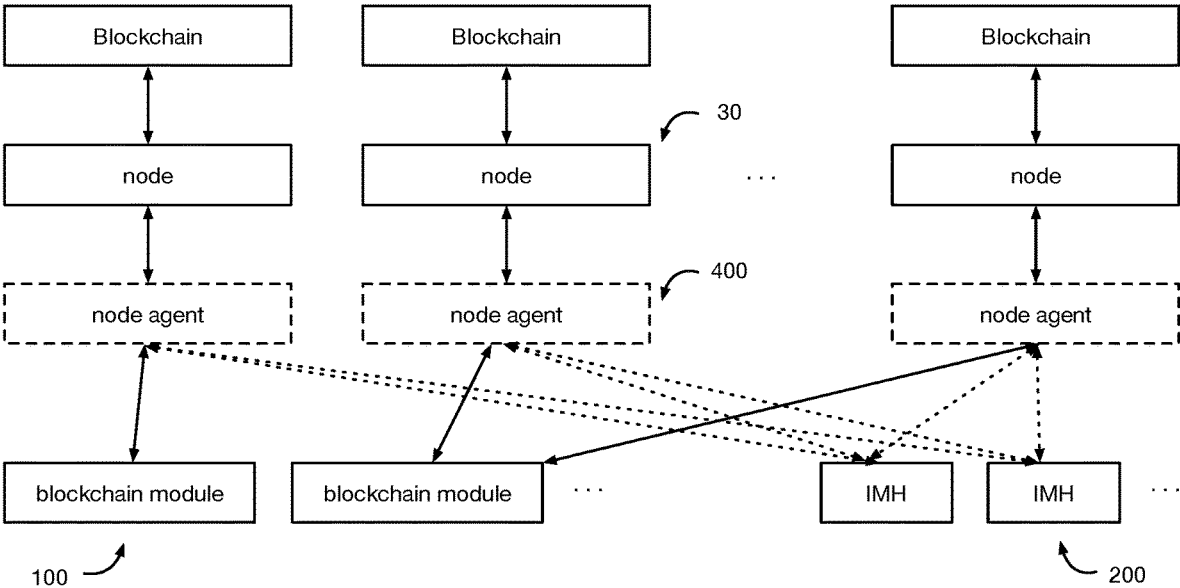 Blockchain
Blockchain
Blockchain
30
node
node
...
node
400
node agent
node agent
node agent
blockchain module
blockchain module
...
IMH
IMH
...
100
200